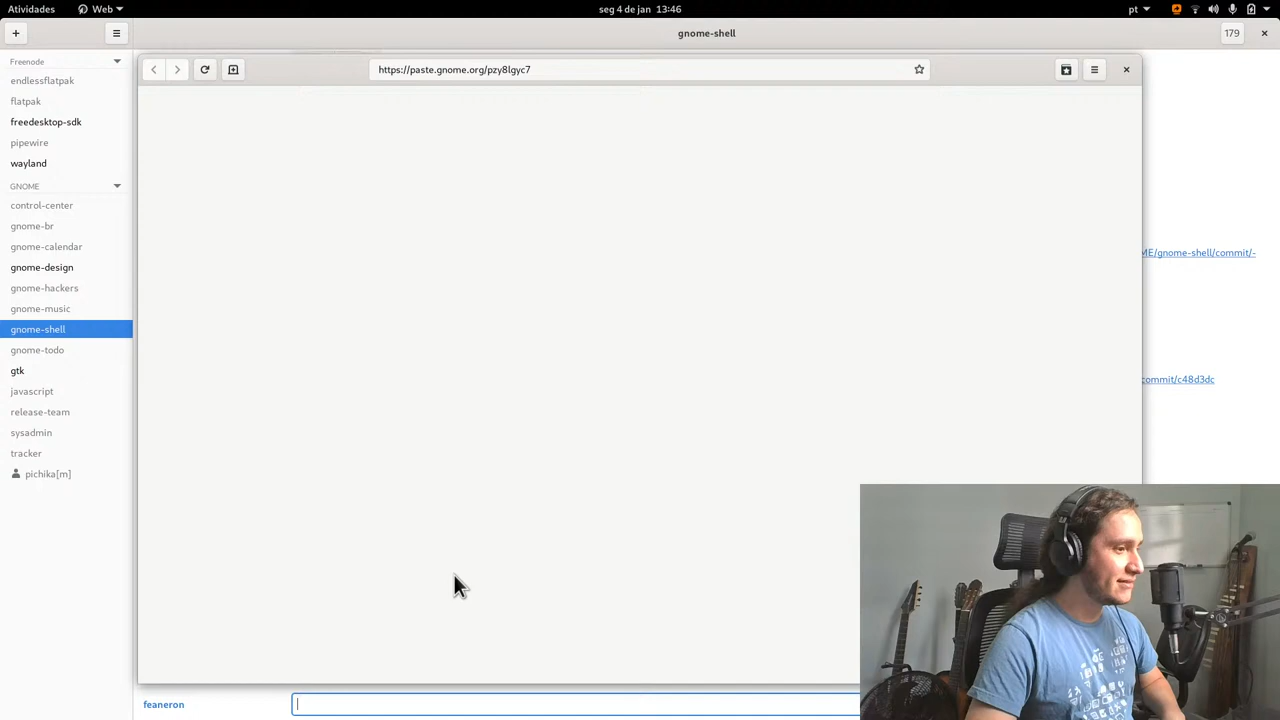 Atividades
Web
seg 4 de jan 13:46
pt
gnome-shell
179
https://paste.gnome.org/pzy8lgyc7
Freenode
endlessflatpak
flatpak
freedesktop-sdk
pipewire
wayland
GNOME
control-center
gnome-br
gnome-calendar
gnome-design
gnome-hackers
gnome-music
gnome-shell
gnome-todo
gtk
javascript
release-team
sysadmin
tracker
pichika[m]
ME/gnome-shell/commit/-
commit/c48d3dc
feaneron